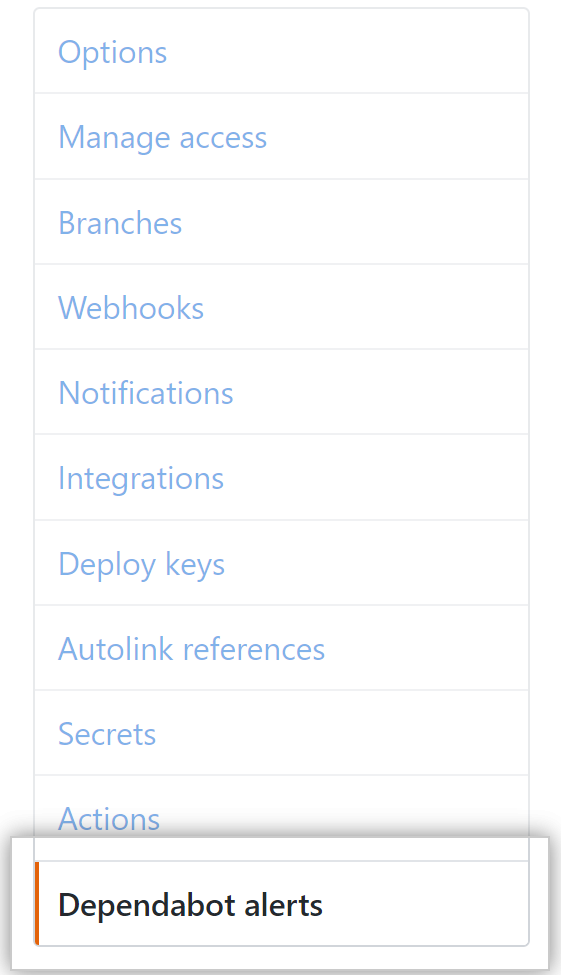 Options
Manage access
Branches
Webhooks
Notifications
Integrations
Deploy keys
Autolink references
Secrets
Actions
Dependabot alerts